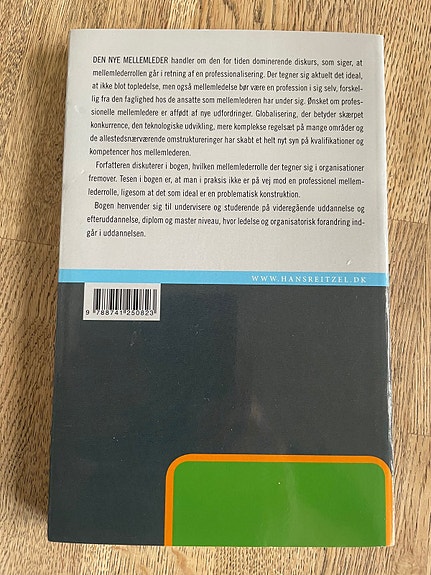 DEN NYE MELLEMLEDER handler om den for tiden dominerende diskurs, som siger, at
mellemlederrollen går i retning af en professionalisering. Der tegner sig aktuelt det ideal,
at ikke blot topledelse, men også mellemledelse bør være en profession i sig selv, forskel-
lig fra den faglighed hos de ansatte som mellemlederen har under sig. Ønsket om profes-
sionelle mellemledere er affødt af nye udfordringer. Globalisering, der betyder skærpet
konkurrence, den teknologiske udvikling, mere komplekse regelsæt på mange områder og
de allestedsnærværende omstruktureringer har skabt et helt nyt syn på kvalifikationer og
kompetencer hos mellemlederen.
Forfatteren diskuterer i bogen, hvilken mellemlederrolle der tegner sig i organisationer
fremover. Tesen i bogen er, at man i praksis ikke er på vej mod en professionel mellem-
lederrolle, ligesom at det som ideal er en problematisk konstruktion.
Bogen henvender sig til undervisere og studerende på videregående uddannelse og
efteruddannelse, diplom og master niveau, hvor ledelse og organisatorisk forandring ind-
går i uddannelsen.
WWW.HANSREITZEL.DK
9 788741 250823